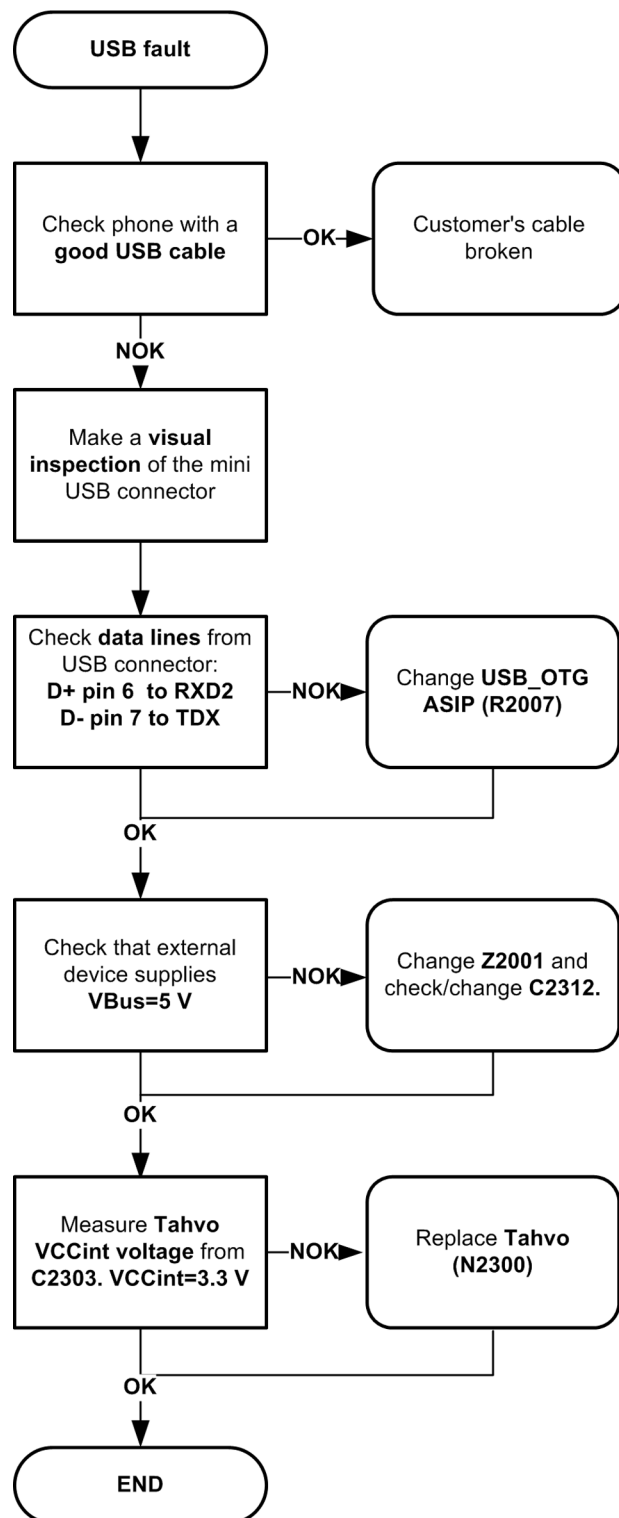 USB fault
Check phone with a
good USB cable
OK
Customer's cable
broken
NOK
Make a visual
inspection of the mini
USB connector
Check data lines from
USB connector:
D+ pin 6  to RXD2
D- pin 7 to TDX
NOK
Change USB_OTG
ASIP (R2007)
OK
Check that external
device supplies
VBus=5 V
NOK
Change Z2001 and
check/change C2312.
OK
Measure Tahvo
VCCint voltage from
C2303. VCCint=3.3 V
NOK
Replace Tahvo
(N2300)
OK
END